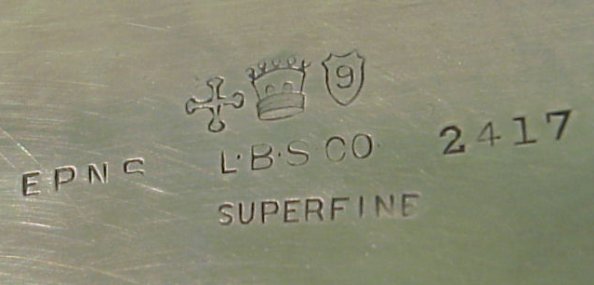 9
EPNS L·B·S CO 2417
SUPERFINE